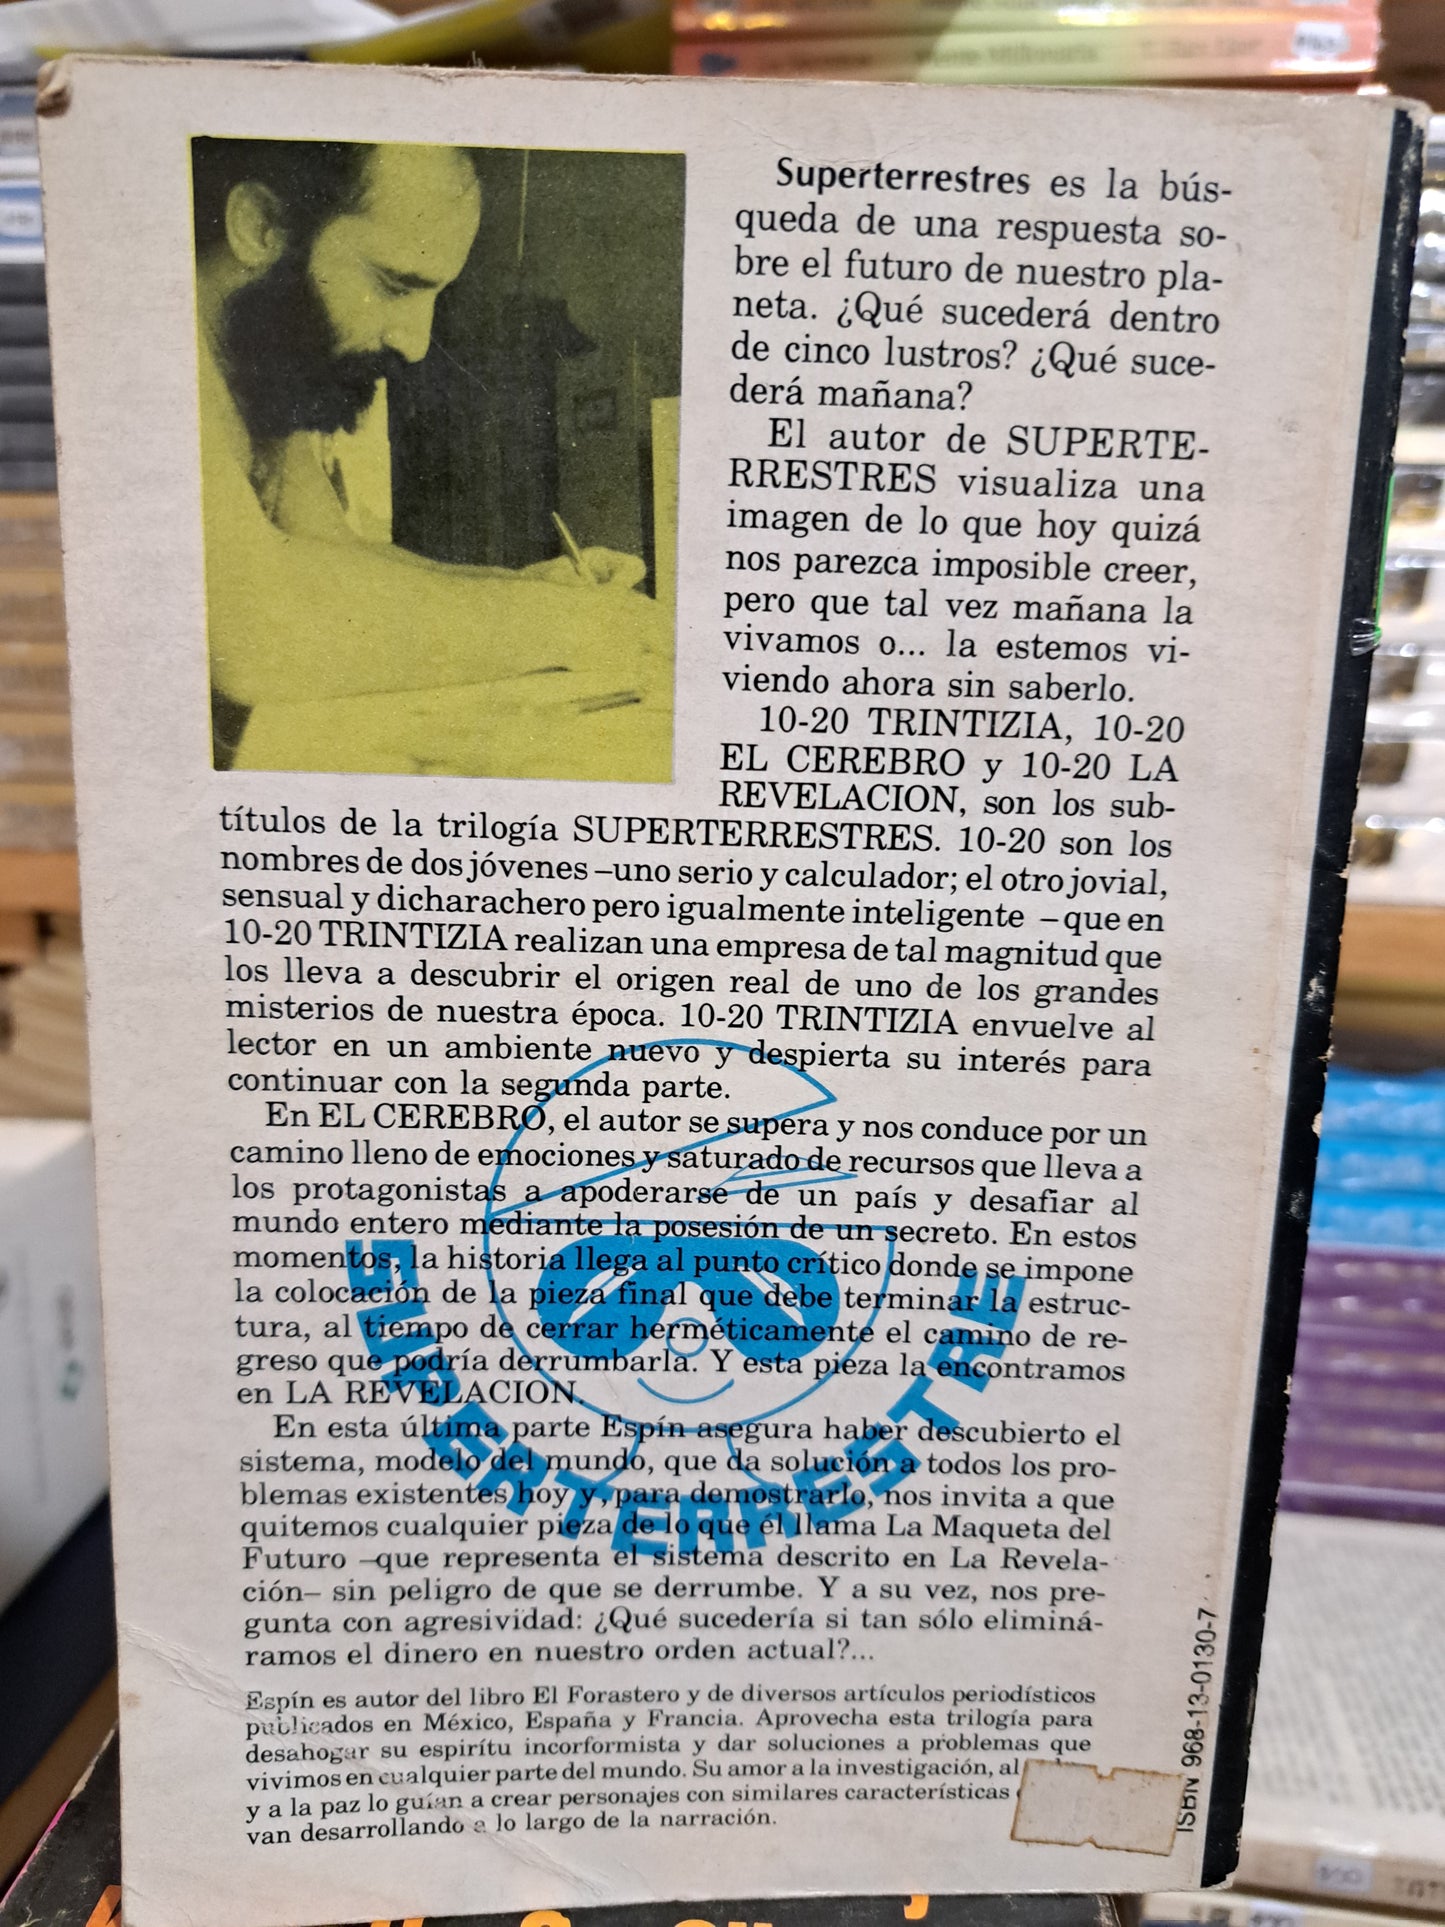 Superterrestres es la bús-
queda de una respuesta so-
bre el futuro de nuestro pla-
neta. ¿Qué sucederá dentro
de cinco lustros? ¿Qué suce-
derá mañana?
El autor de SUPERTE-
RRESTRES visualiza una
imagen de lo que hoy quizá
nos parezca imposible creer,
pero que tal vez mañana la
vivamos o... la estemos vi-
viendo ahora sin saberlo.
10-20 TRINTIZIA, 10-20
EL CEREBRO y 10-20 LA
REVELACION, son los sub-
títulos de la trilogía SUPERTERRESTRES. 10-20 son los
nombres de dos jóvenes –uno serio y calculador; el otro jovial,
sensual y dicharachero pero igualmente inteligente –que en
10-20 TRINTIZIA realizan una empresa de tal magnitud que
los lleva a descubrir el origen real de uno de los grandes
misterios de nuestra época. 10-20 TRINTIZIA envuelve al
lector en un ambiente nuevo y despierta su interés para
continuar con la segunda parte.
En EL CEREBRO, el autor se supera y nos conduce por un
camino lleno de emociones y saturado de recursos que lleva a
los protagonistas a apoderarse de un país y desafiar al
mundo entero mediante la posesión de un secreto. En estos
momentos, la historia llega al punto crítico donde se impone
la colocación de la pieza final que debe terminar la estruc-
tura, al tiempo de cerrar herméticamente el camino de re-
greso que podría derrumbarla. Y esta pieza la encontramos
en LA REVELACION.
En esta última parte Espín asegura haber descubierto el
sistema, modelo del mundo, que da solución a todos los pro-
blemas existentes hoy y, para demostrarlo, nos invita a que
quitemos cualquier pieza de lo que él llama La Maqueta del
Futuro –que representa el sistema descrito en La Revela-
ción– sin peligro de que se derrumbe. Y a su vez, nos pre-
gunta con agresividad: ¿Qué sucedería si tan sólo eliminá-
ramos el dinero en nuestro orden actual?...
Espín es autor del libro El Forastero y de diversos artículos periodísticos
publicados en México, España y Francia. Aprovecha esta trilogía para
desahogar su espirítu incorformista y dar soluciones a problemas que
vivimos en cualquier parte del mundo. Su amor a la investigación, al
y a la paz lo guían a crear personajes con similares características
van desarrollando a lo largo de la narración.
SUPERTERRESTRE
ISBN 968-13-0130-7